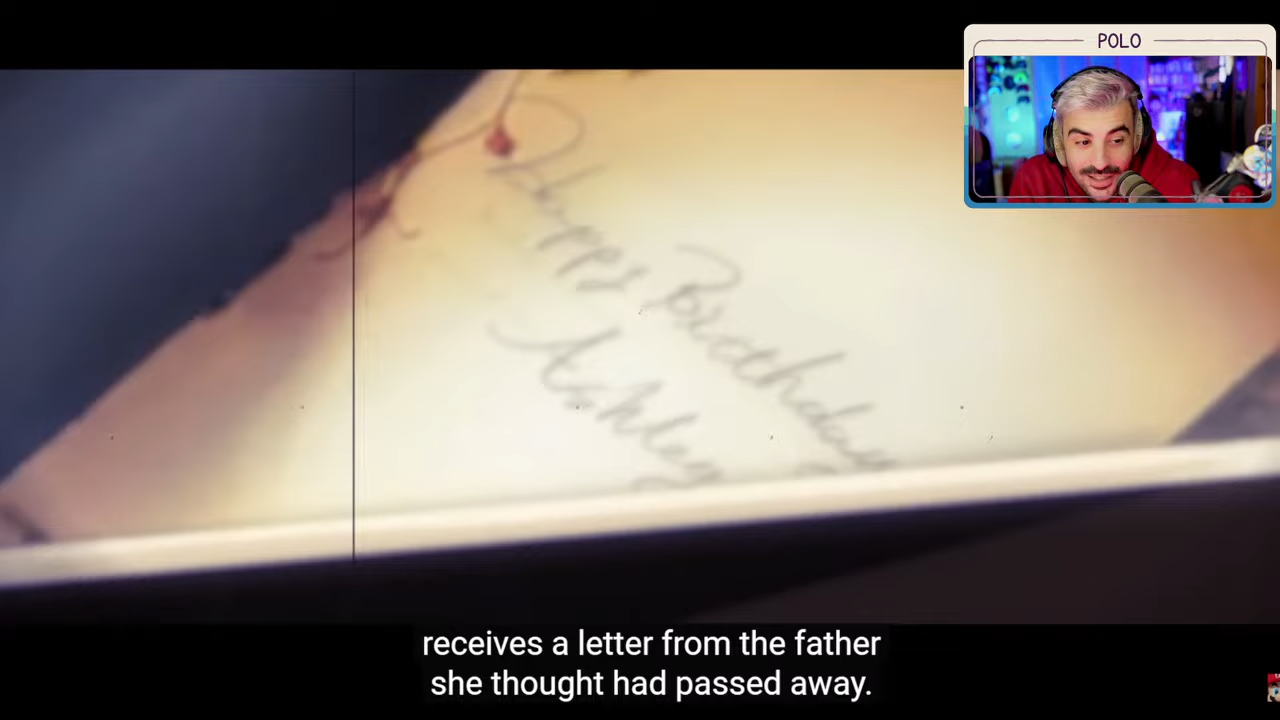 POLO
Happy Birthday
Ashley
receives a letter from the father
she thought had passed away.